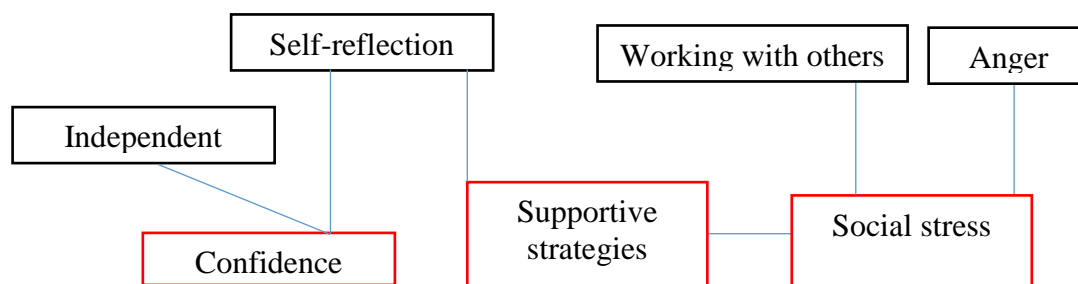 Self-reflection
Working with others
Anger
Independent
Supportive
strategies
Social stress
Confidence